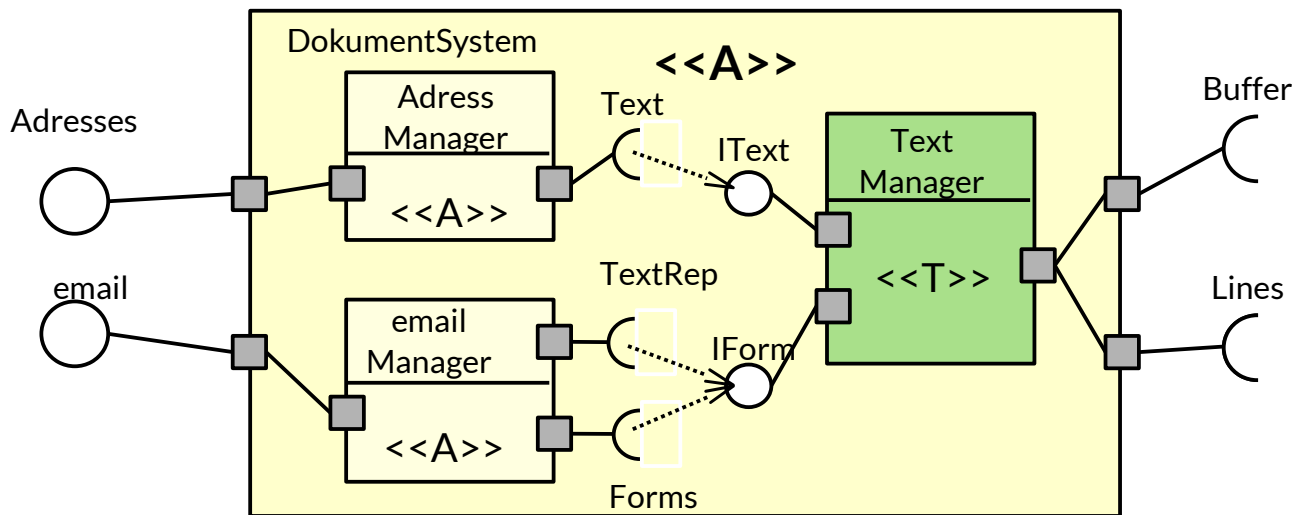 DokumentSystem
<<A>>
Adresses
Adress
Manager
<<A>>
Text
IText
Text
Manager
<<T>>
Buffer
email
email
Manager
<<A>>
TextRep
IForm
Forms
Lines